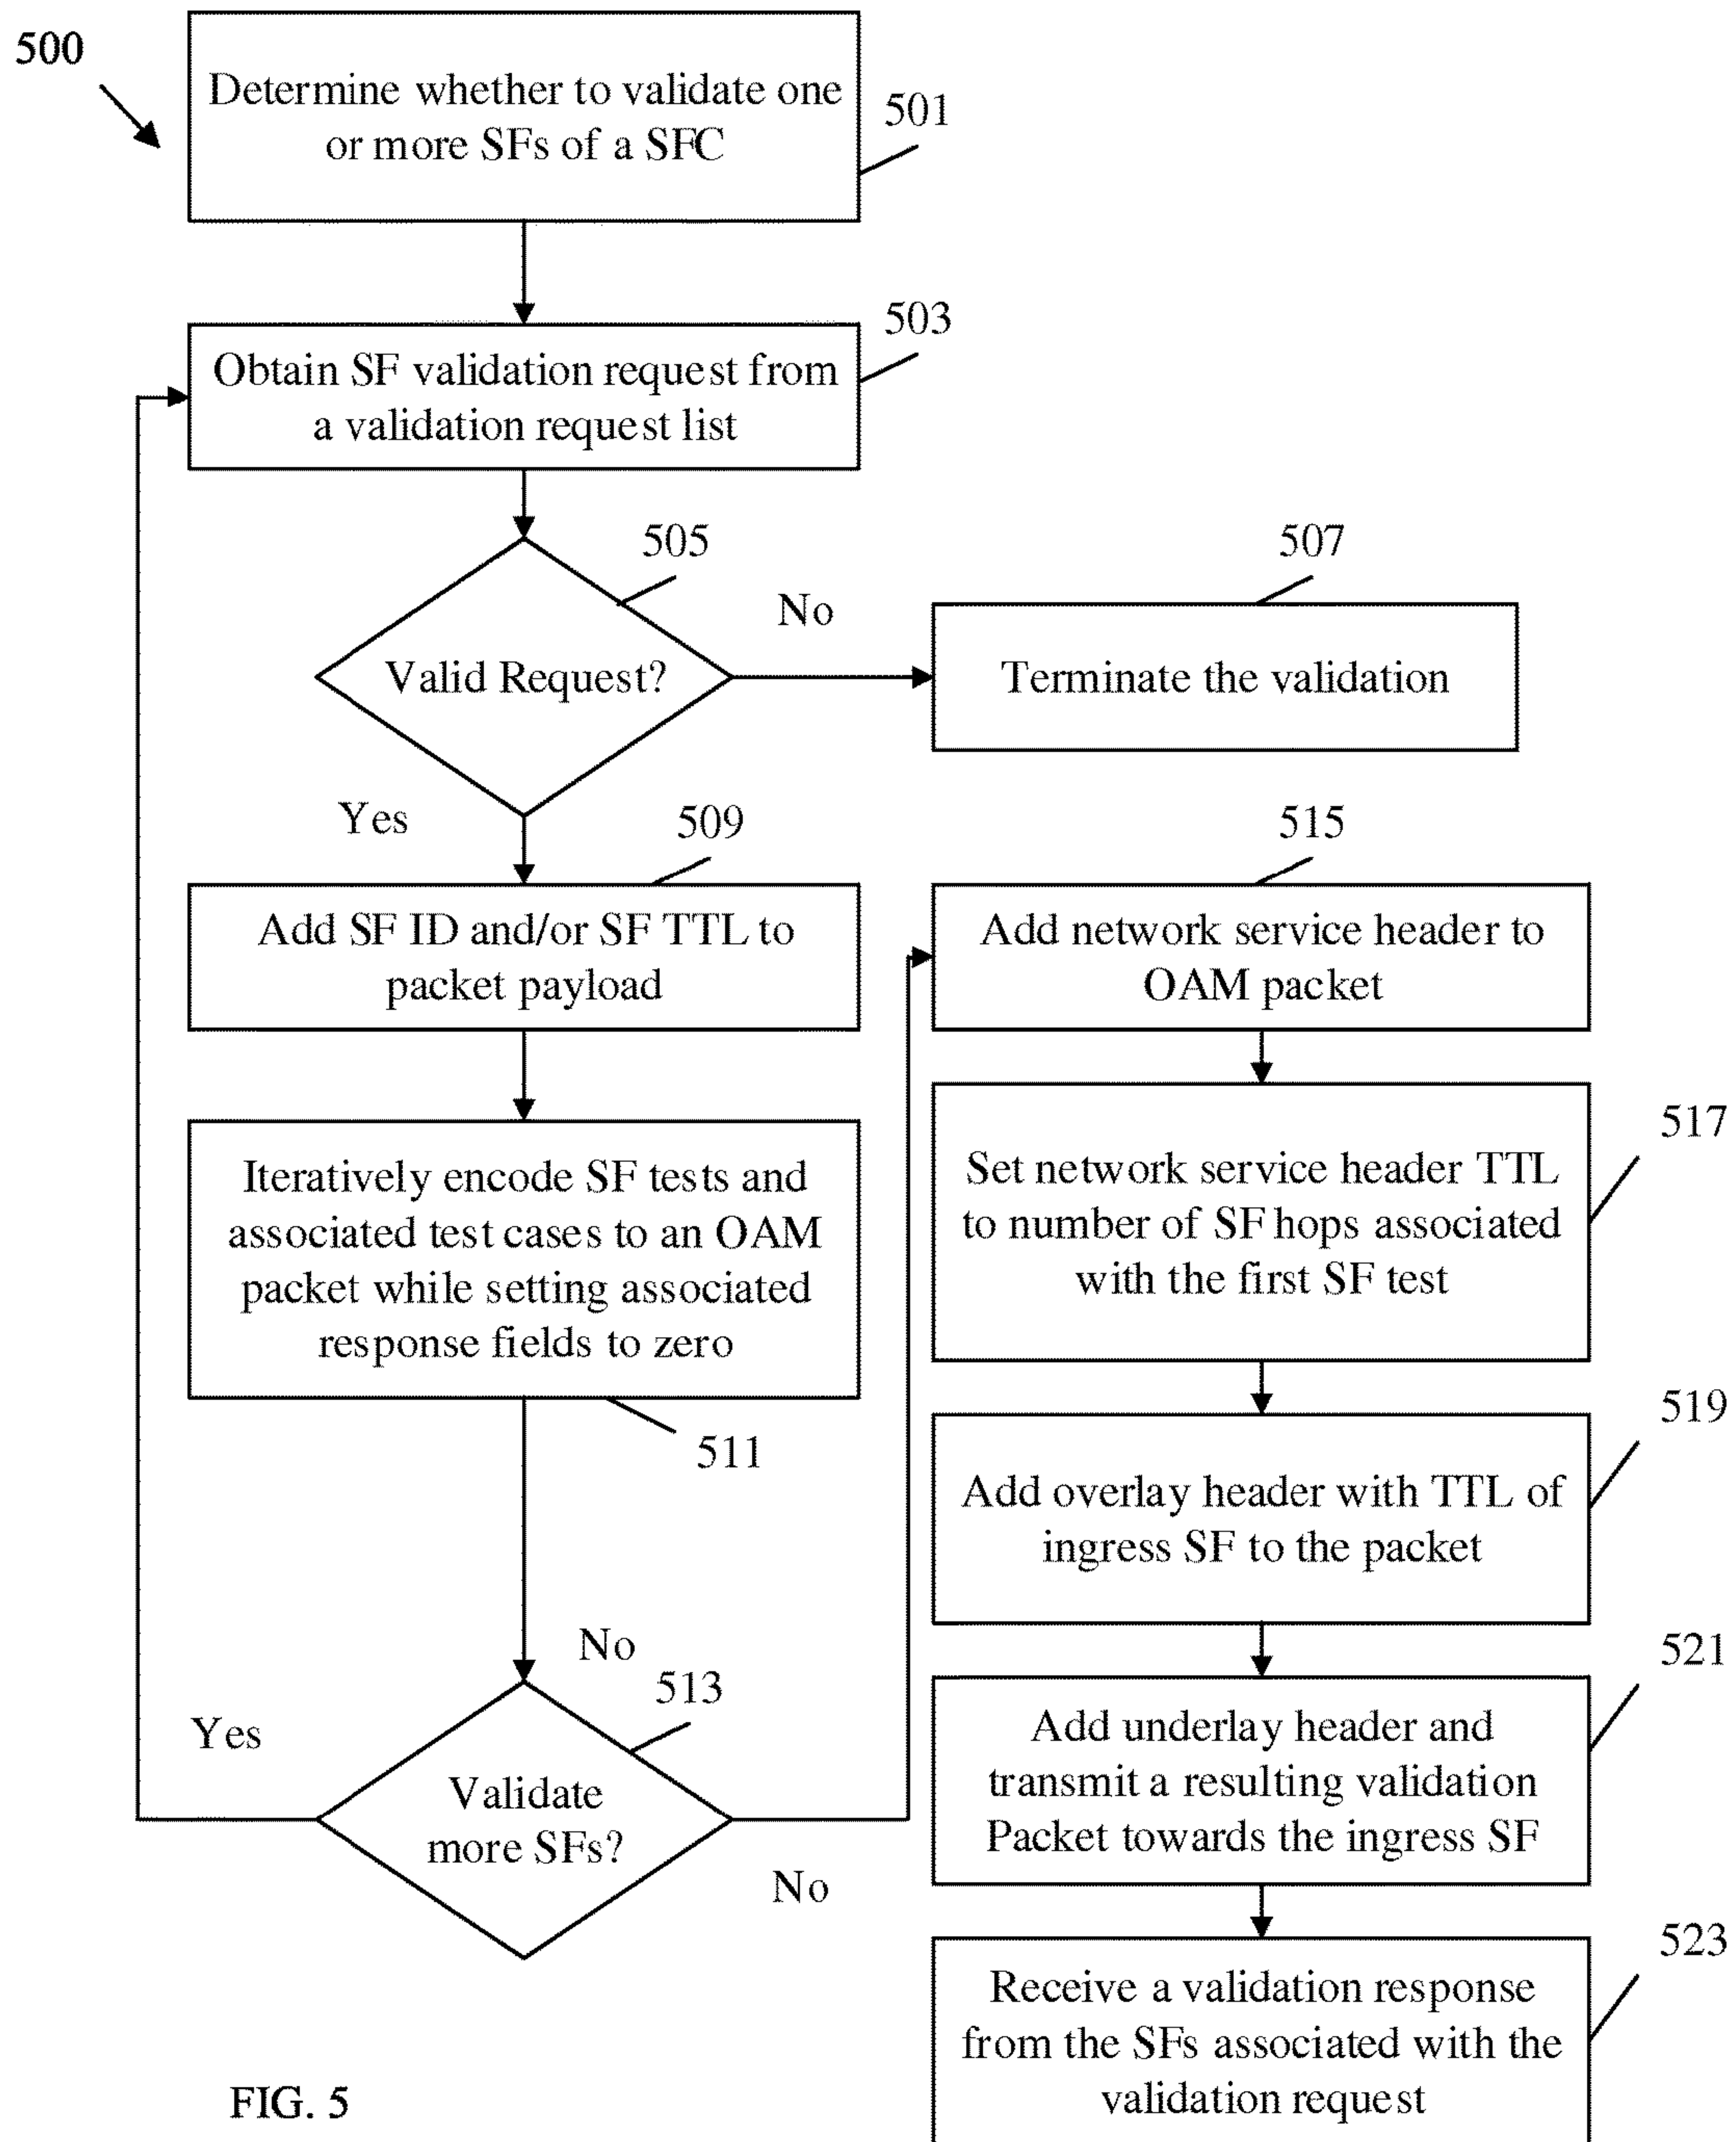 500
Determine whether to validate one
or more SFs of a SFC
501
503
Obtain SF validation request from
a validation request list
505
Valid Request?
No
507
Terminate the validation
Yes
509
Add SF ID and/or SF TTL to
packet payload
Iteratively encode SF tests and
associated test cases to an OAM
packet while setting associated
response fields to zero
511
No
513
Yes
Validate
more SFs?
No
515
Add network service header to
OAM packet
517
Set network service header TTL
to number of SF hops associated
with the first SF test
519
Add overlay header with TTL of
ingress SF to the packet
521
Add underlay header and
transmit a resulting validation
Packet towards the ingress SF
523
Receive a validation response
from the SFs associated with the
validation request
FIG. 5